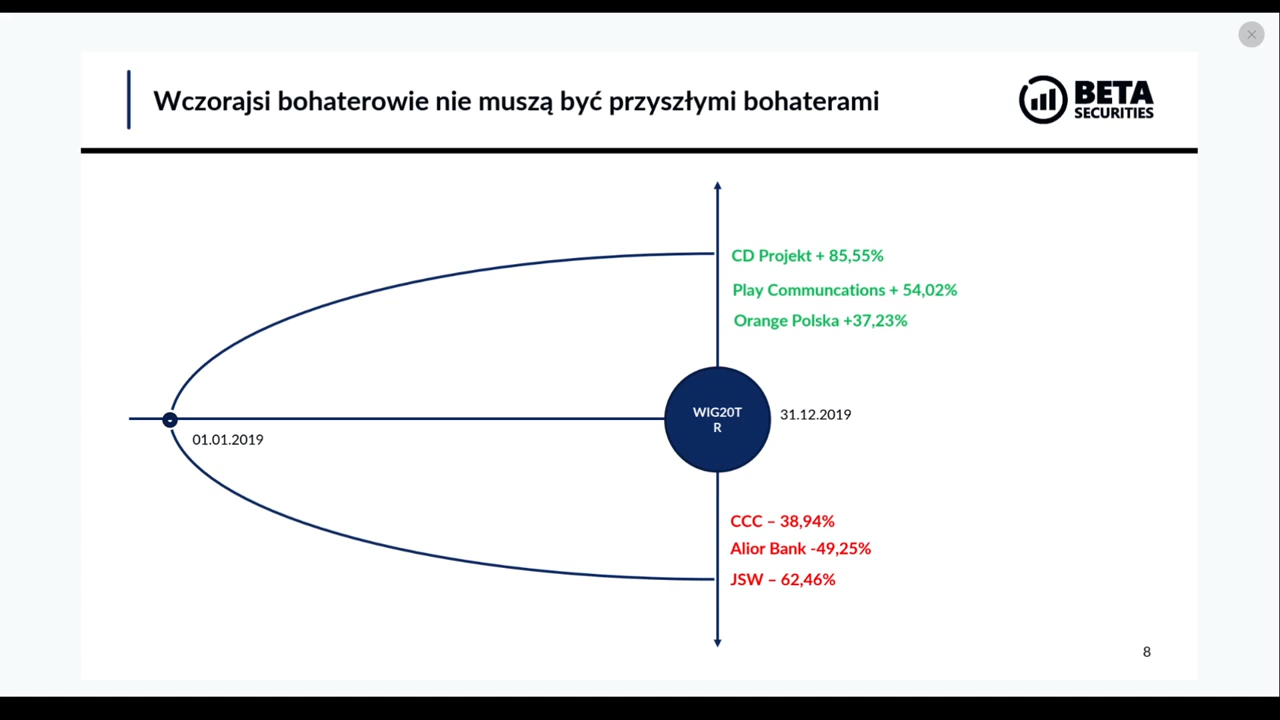 Wczorajsi bohaterowie nie muszą być przyszłymi bohaterami
BETA
SECURITIES
CD Projekt + 85,55%
Play Communcations + 54,02%
Orange Polska +37,23%
WIG20T
R
31.12.2019
01.01.2019
CCC – 38,94%
Alior Bank -49,25%
JSW – 62,46%
8